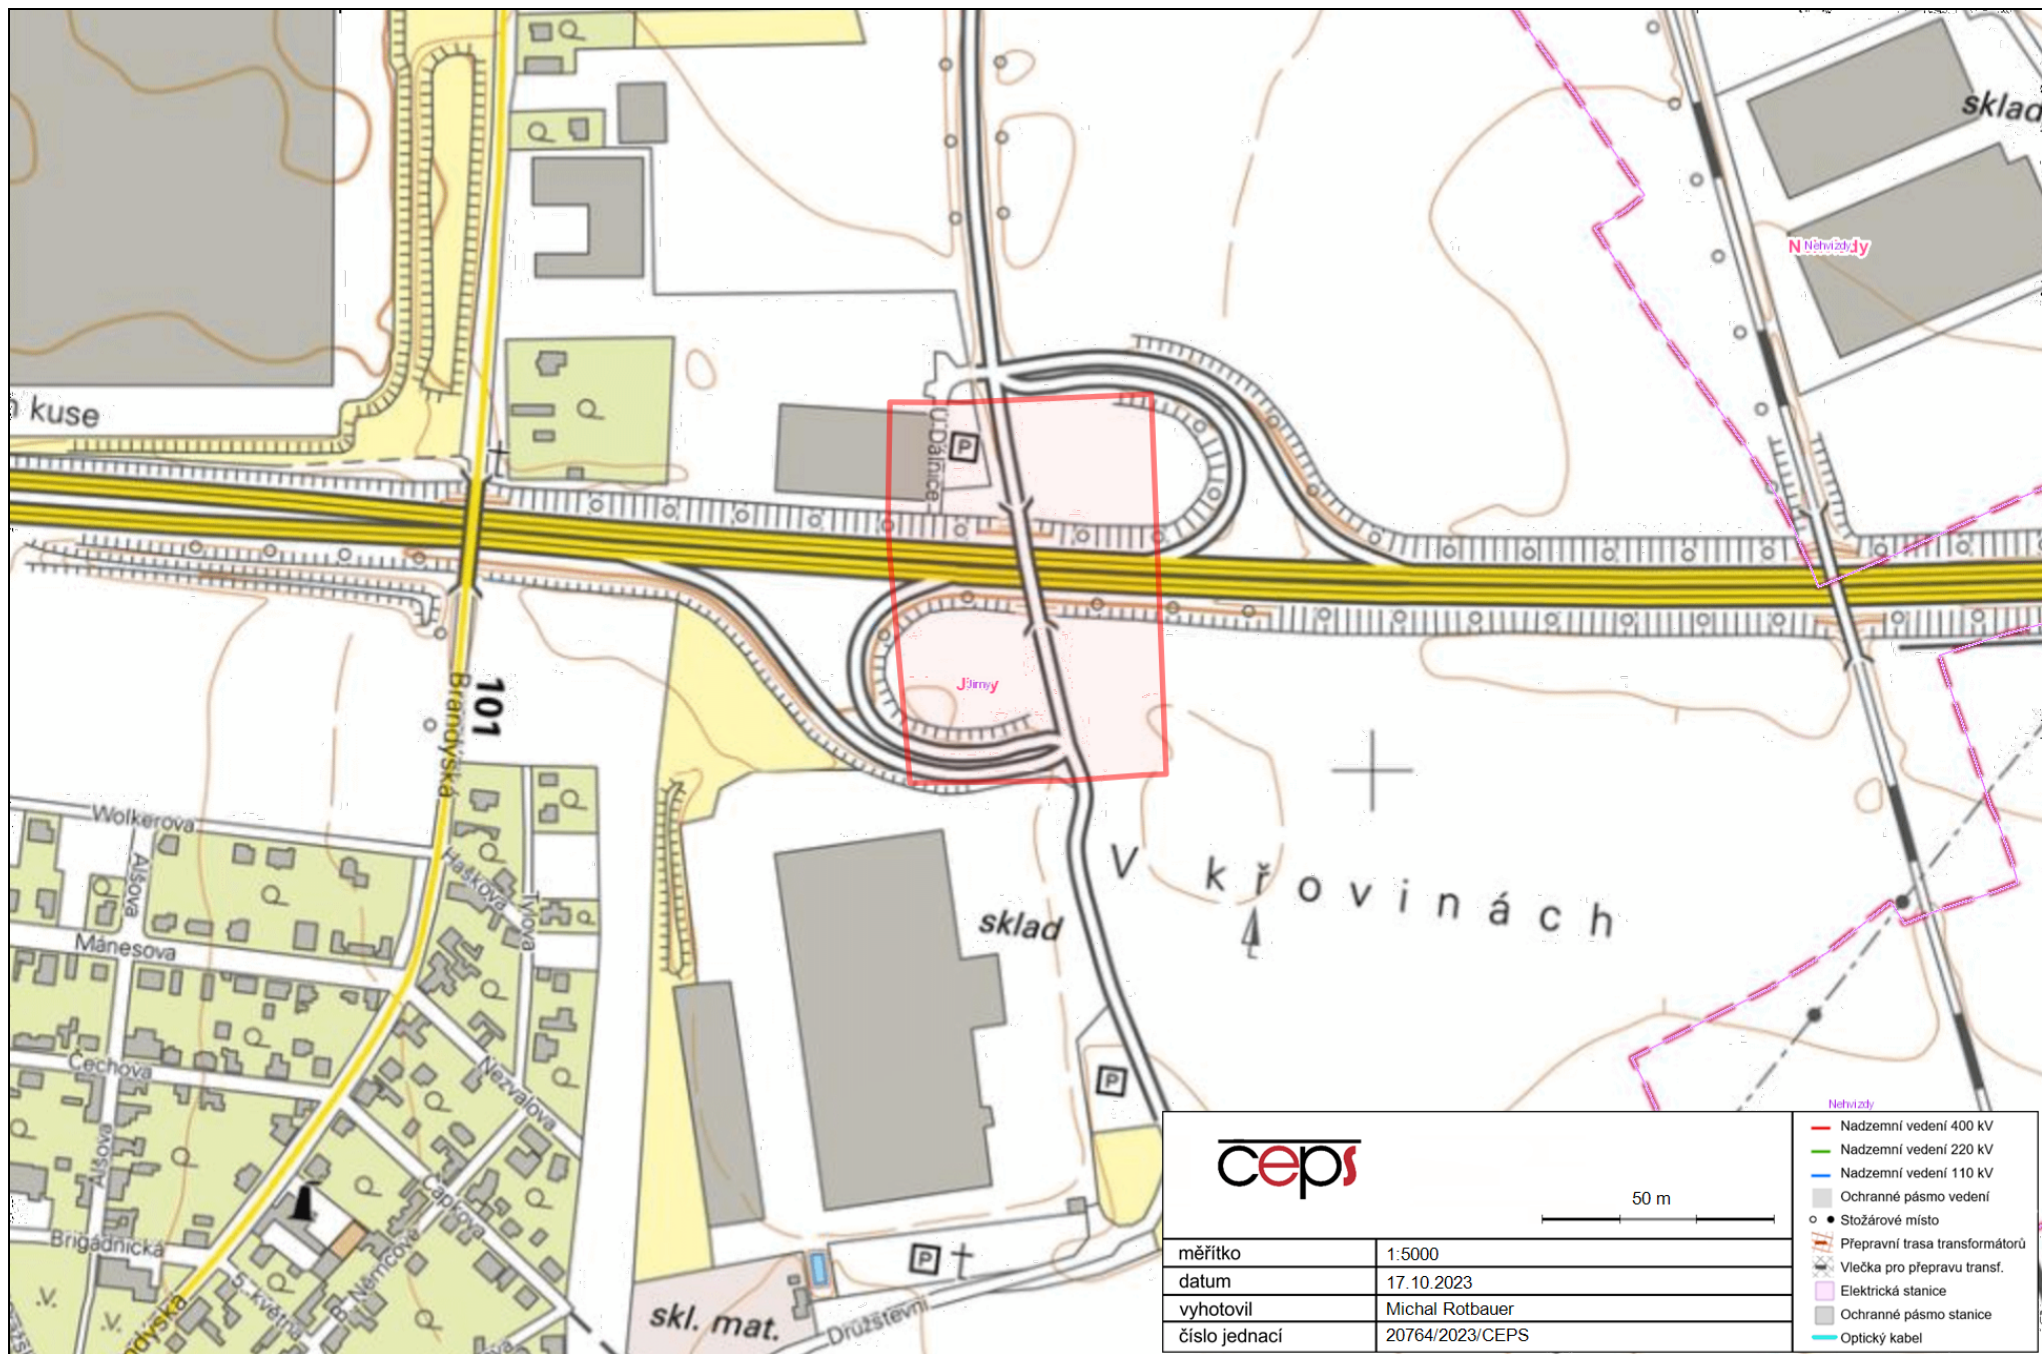 sklad
Nehvizdy
kuse
U Dálnice
P
Jirny
101
Brandýská
Wolkerova
Alšova
Haškova
Tylova
Mánesova
V křovinách
sklad
Čechova
Nezvalova
P
Alšova
Čapkova
Brigádnická
5. května
B. Němcové
P
skl. mat.
Družstevní
Nehvizdy
ceps
50 m
měřítko 1:5000
datum 17.10.2023
vyhotovil Michal Rotbauer
číslo jednací 20764/2023/CEPS
Nadzemní vedení 400 kV
Nadzemní vedení 220 kV
Nadzemní vedení 110 kV
Ochranné pásmo vedení
Stožárové místo
Přepravní trasa transformátorů
Vlečka pro přepravu transf.
Elektrická stanice
Ochranné pásmo stanice
Optický kabel